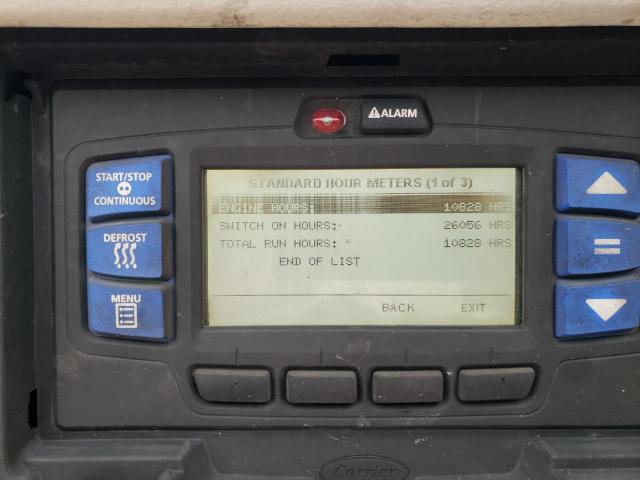 ALARM
START/STOP
CONTINUOUS
DEFROST
MENU
STANDARD HOUR METERS (1 of 3)
ENGINE HOURS: 10828 HRS
SWITCH ON HOURS: 26056 HRS
TOTAL RUN HOURS: 10828 HRS
END OF LIST
BACK EXIT
Carrier